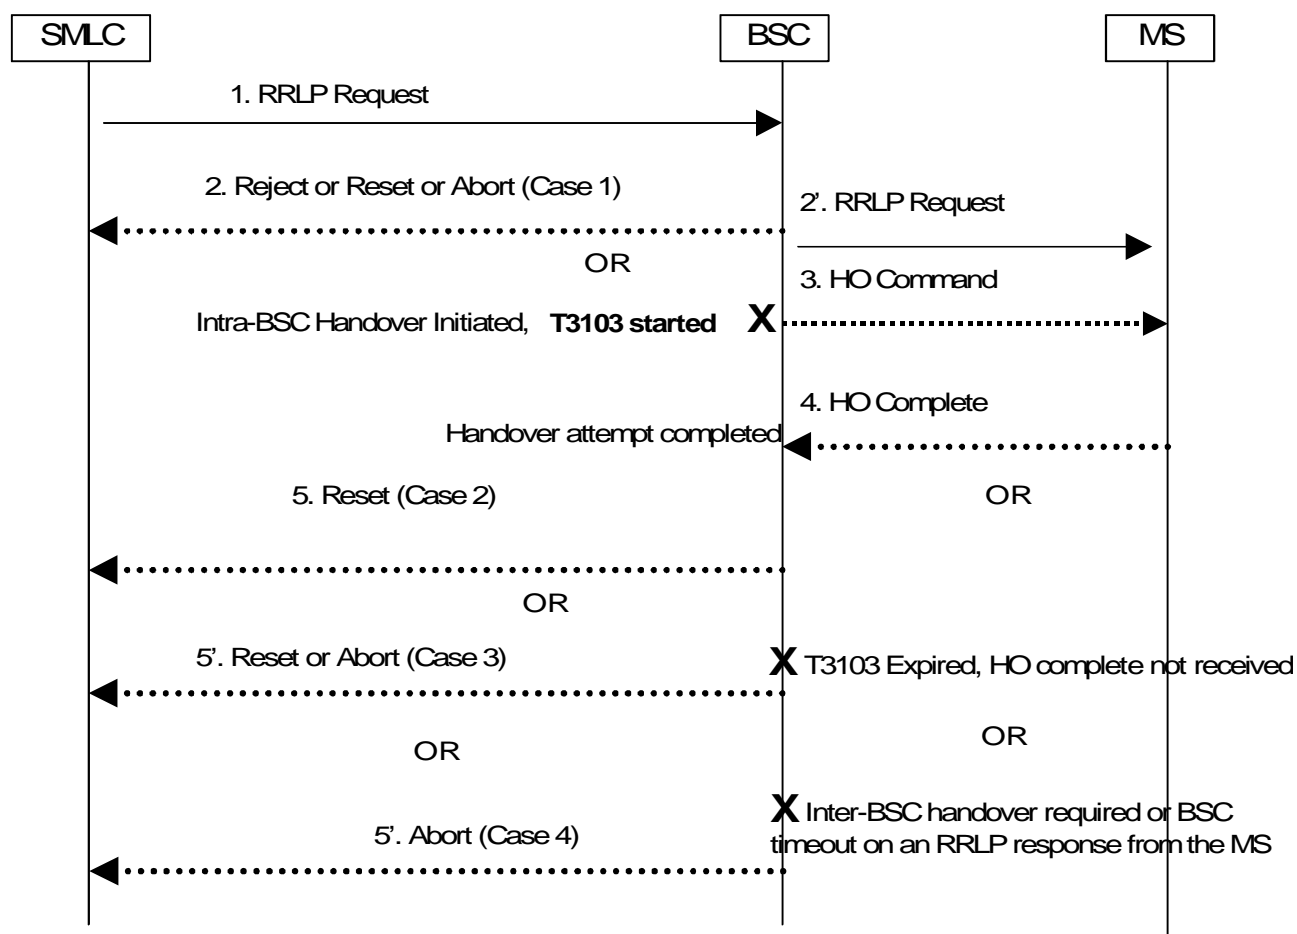 SMLC
BSC
MS
1. RRLP Request
2. Reject or Reset or Abort (Case 1)
2'. RRLP Request
OR
3. HO Command
Intra-BSC Handover Initiated, T3103 started X
4. HO Complete
Handover attempt completed
5. Reset (Case 2)
OR
OR
5'. Reset or Abort (Case 3)
X T3103 Expired, HO complete not received
OR
OR
X Inter-BSC handover required or BSC
timeout on an RRLP response from the MS
5'. Abort (Case 4)